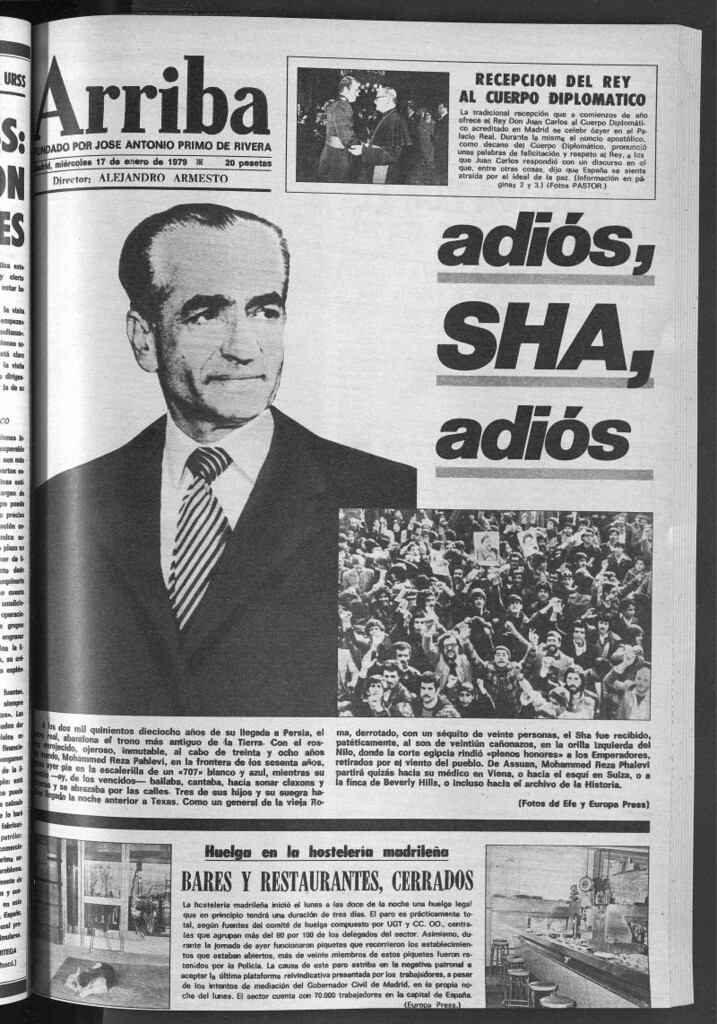 URSS
S:
ON
ES
Arriba
FUNDADO POR JOSE ANTONIO PRIMO DE RIVERA
Madrid, miércoles 17 de enero de 1979
20 pesetas
Director: ALEJANDRO ARMESTO
RECEPCION DEL REY
AL CUERPO DIPLOMATICO
La tradicional recepción que a comienzos de año
ofrece el Rey Don Juan Carlos al Cuerpo Diplomáti-
co acreditado en Madrid se celebr óayer en el Pa-
lacio Real. Durante la misma el nuncio apostólico,
como decano del Cuerpo Diplomático, pronunció
unas palabras de felicitación y respeto al Rey, a las
que Juan Carlos respondió con un discurso en el
que, entre otras cosas, dijo que España se siente
atraída por el ideal de la paz. (Información en pá-
ginas 2 y 3.) (Fotos PASTOR.)
adiós,
SHA,
adiós
A los dos mil quinientos dieciocho años de su llegada a Persia, el
real, abandona el trono más antiguo de la Tierra. Con el ros-
enrojecido, ojeroso, inmutable, al cabo de treinta y ocho años
Mohammed Reza Pahlevi, en la frontera de los sesenta años,
ayer pie en la escalerilla de un «707» blanco y azul, mientras su
—ay, de los vencidos— bailaba, cantaba, hacía sonar claxons y
y se abrazaba por las calles. Tres de sus hijos y su suegra ha-
llegado la noche anterior a Texas. Como un general de la vieja Ro-
ma, derrotado, con un séquito de veinte personas, el Sha fue recibido,
patéticamente, al son de veintiún cañonazos, en la orilla izquierda del
Nilo, donde la corte egipcia rindió «plenos honores» a los Emperadores,
retirados por el viento del pueblo. De Assuan, Mohammed Reza Phalevi
partirá quizás hacia su médico en Viena, o hacia el esquí en Suiza, o a
la finca de Beverly Hills, o incluso hacia el archivo de la Historia.
(Fotos de Efe y Europa Press)
Huelga en la hostelería madrileña
BARES Y RESTAURANTES, CERRADOS
La hostelería madrileña inició el lunes a las doce de la noche una huelga legal
que en principio tendrá una duración de tres días. El paro es prácticamente to-
tal, según fuentes del comité de huelga compuesto por UGT y CC. OO., centra-
les que agrupan más del 80 por 100 de los delegados del sector. Asimismo, du-
rante la jornada de ayer funcionaron piquetes que recorrieron los establecimientos
que estaban abiertos, más de veinte miembros de estos piquetes fueron re-
tenidos por la Policía. La causa de este paro estriba en la negativa patronal a
aceptar la última plataforma reivindicativa presentada por los trabajadores, a pesar
de los intentos de mediación del Gobernador Civil de Madrid, en la propia no-
che del lunes. El sector cuenta con 70.000 trabajadores en la capital de España.
(Europa Press.)